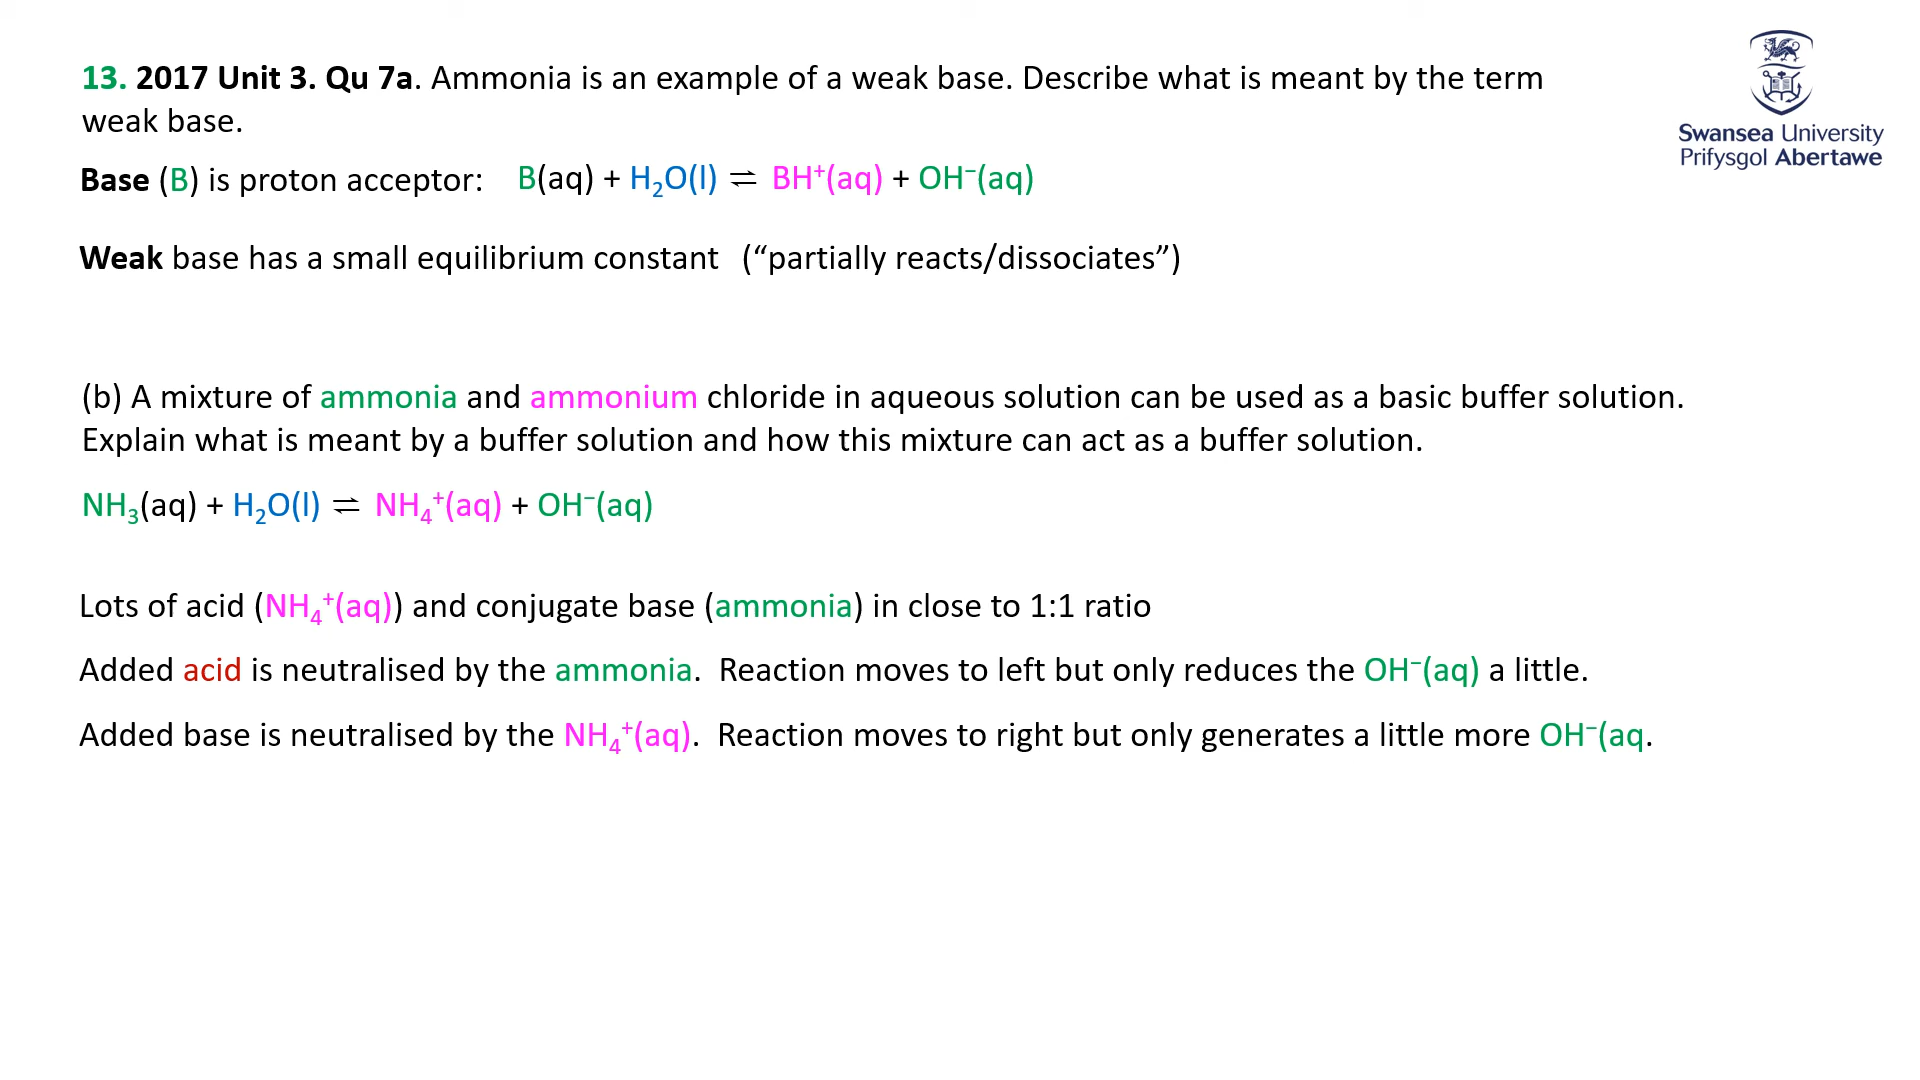 13. 2017 Unit 3. Qu 7a. Ammonia is an example of a weak base. Describe what is meant by the term
weak base.
Swansea University
Prifysgol Abertawe
Base (B) is proton acceptor: B(aq) + H₂O(l) ⇌ BH⁺(aq) + OH⁻(aq)
Weak base has a small equilibrium constant (“partially reacts/dissociates”)
(b) A mixture of ammonia and ammonium chloride in aqueous solution can be used as a basic buffer solution.
Explain what is meant by a buffer solution and how this mixture can act as a buffer solution.
NH₃(aq) + H₂O(l) ⇌ NH₄⁺(aq) + OH⁻(aq)
Lots of acid (NH₄⁺(aq)) and conjugate base (ammonia) in close to 1:1 ratio
Added acid is neutralised by the ammonia. Reaction moves to left but only reduces the OH⁻(aq) a little.
Added base is neutralised by the NH₄⁺(aq). Reaction moves to right but only generates a little more OH⁻(aq.